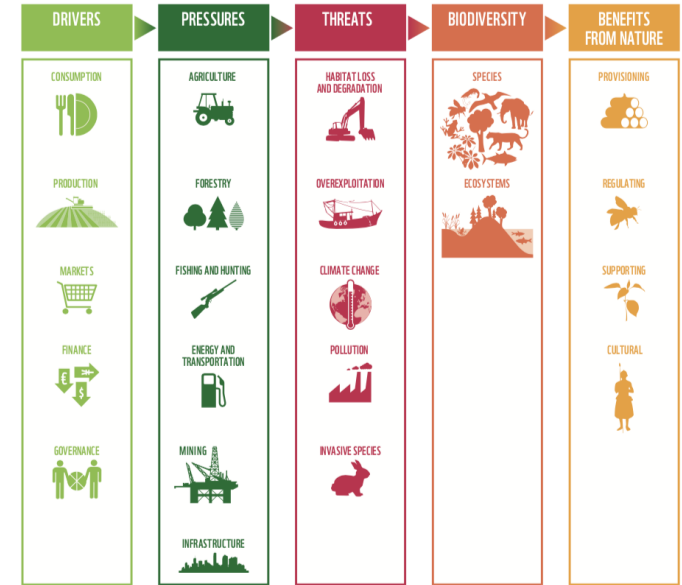 DRIVERS
PRESSURES
THREATS
BIODIVERSITY
BENEFITS
FROM NATURE
CONSUMPTION
PRODUCTION
MARKETS
FINANCE
€
$
GOVERNANCE
AGRICULTURE
FORESTRY
FISHING AND HUNTING
ENERGY AND
TRANSPORTATION
MINING
INFRASTRUCTURE
HABITAT LOSS
AND DEGRADATION
OVEREXPLOITATION
CLIMATE CHANGE
POLLUTION
INVASIVE SPECIES
SPECIES
ECOSYSTEMS
PROVISIONING
REGULATING
SUPPORTING
CULTURAL